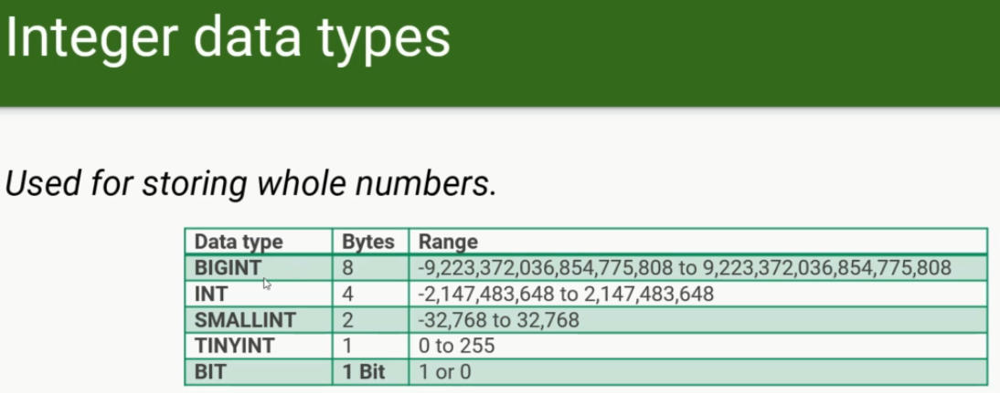 Integer data types
Used for storing whole numbers.
Data type Bytes Range
BIGINT 8 -9,223,372,036,854,775,808 to 9,223,372,036,854,775,808
INT 4 -2,147,483,648 to 2,147,483,648
SMALLINT 2 -32,768 to 32,768
TINYINT 1 0 to 255
BIT 1 Bit 1 or 0